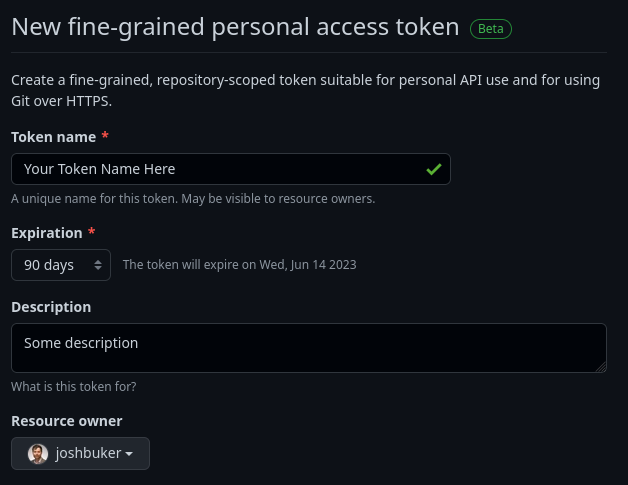 New fine-grained personal access token Beta
Create a fine-grained, repository-scoped token suitable for personal API use and for using
Git over HTTPS.
Token name *
Your Token Name Here
A unique name for this token. May be visible to resource owners.
Expiration *
90 days The token will expire on Wed, Jun 14 2023
Description
Some description
What is this token for?
Resource owner
joshbuker